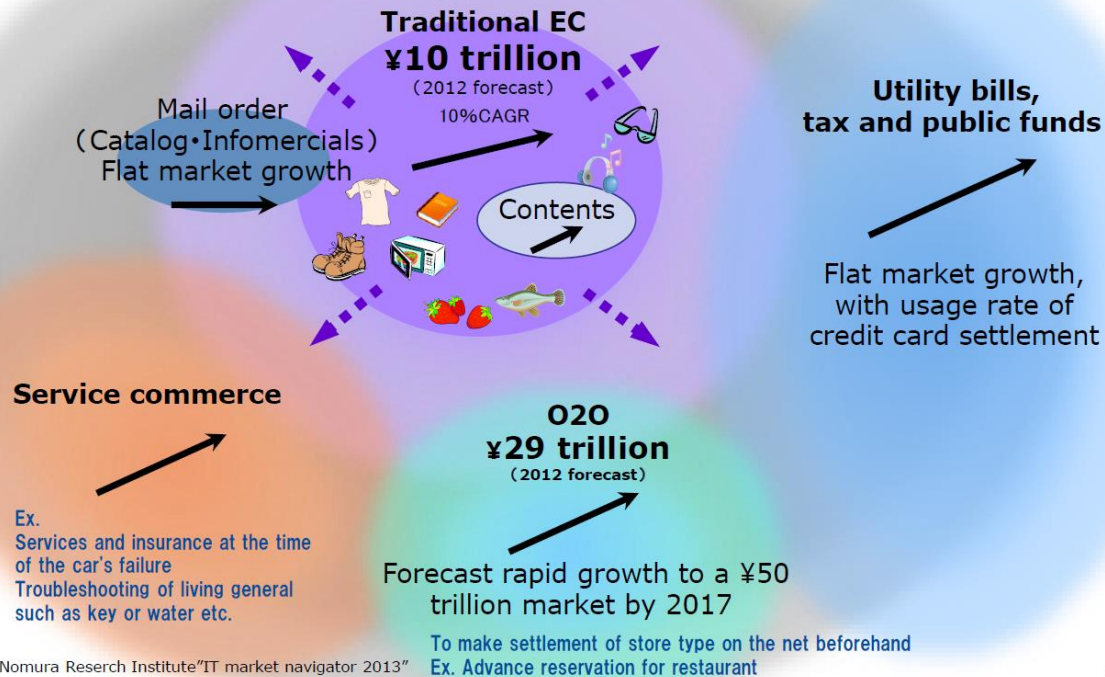 Traditional EC
¥10 trillion
(2012 forecast)
10%CAGR
Mail order
(Catalog•Infomercials)
Flat market growth
Contents
Utility bills,
tax and public funds
Flat market growth,
with usage rate of
credit card settlement
Service commerce
Ex.
Services and insurance at the time
of the car's failure
Troubleshooting of living general
such as key or water etc.
O2O
¥29 trillion
(2012 forecast)
Forecast rapid growth to a ¥50
trillion market by 2017
To make settlement of store type on the net beforehand
Ex. Advance reservation for restaurant
Nomura Reserch Institute"IT market navigator 2013"